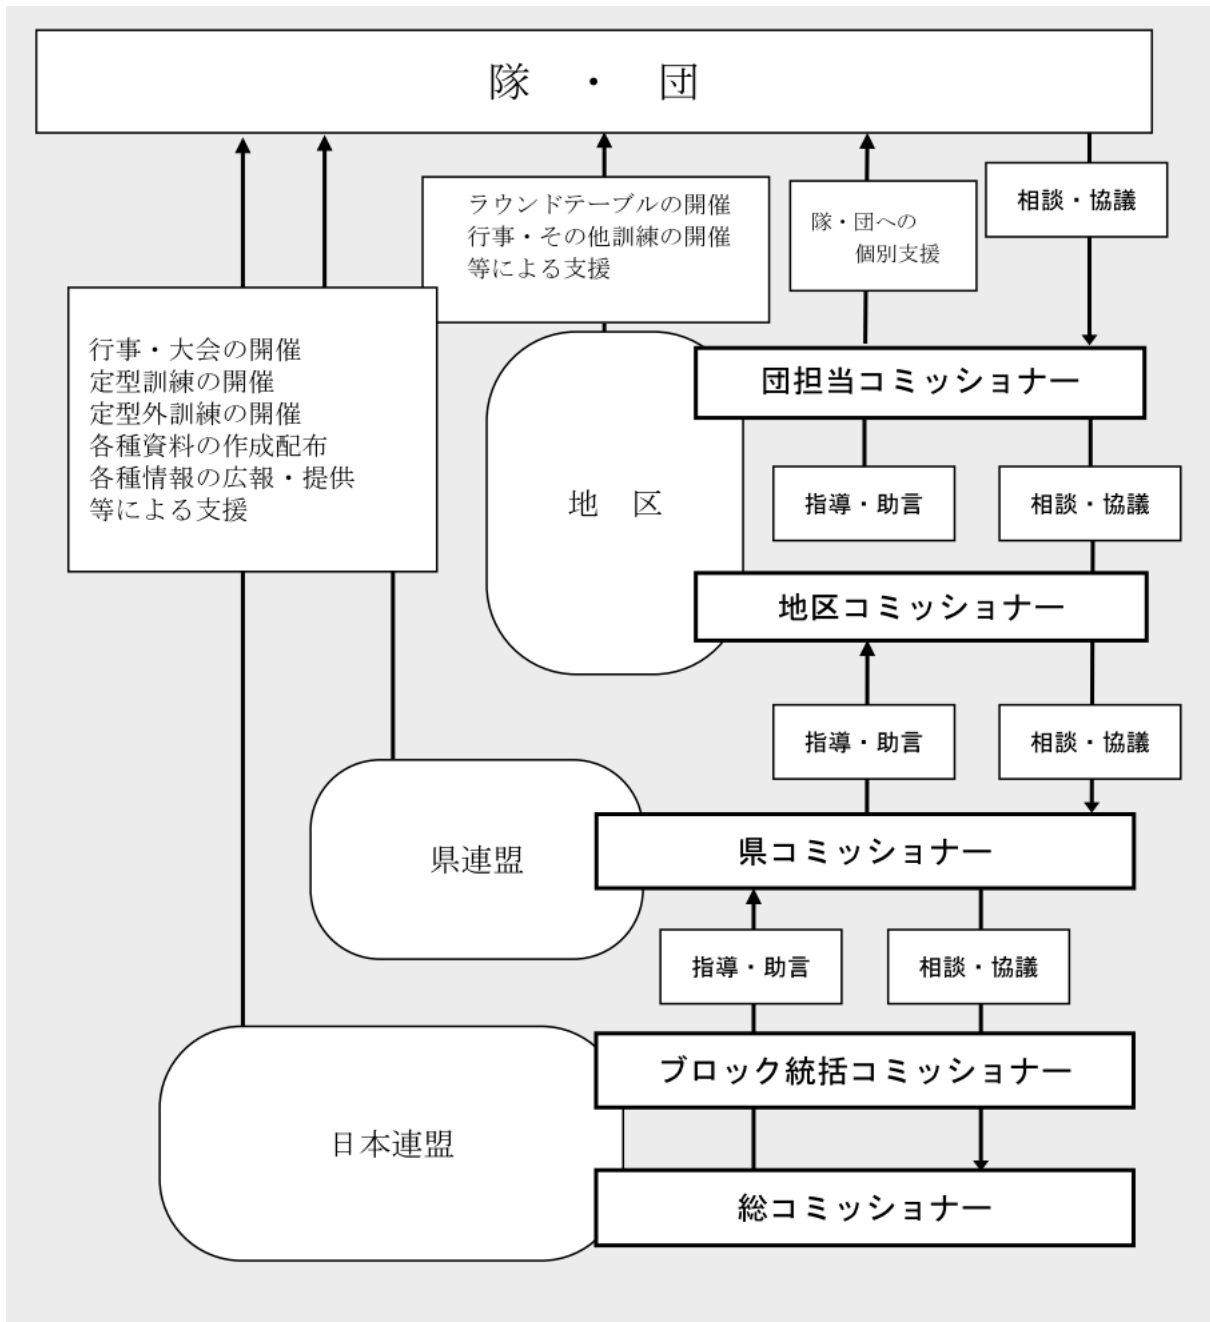 隊　・　団
相談・協議
ラウンドテーブルの開催
行事・その他訓練の開催
等による支援
隊・団への
個別支援
行事・大会の開催
定型訓練の開催
定型外訓練の開催
各種資料の作成配布
各種情報の広報・提供
等による支援
団担当コミッショナー
地　区
指導・助言
相談・協議
地区コミッショナー
指導・助言
相談・協議
県連盟
県コミッショナー
指導・助言
相談・協議
ブロック統括コミッショナー
日本連盟
総コミッショナー